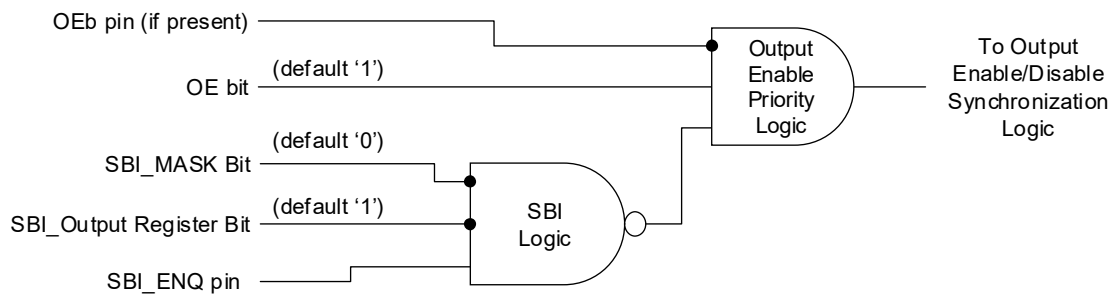 OEb pin (if present)
OE bit
(default ‘1’)
SBI_MASK Bit
(default ‘0’)
SBI_Output Register Bit
(default ‘1’)
SBI_ENQ pin
SBI
Logic
Output
Enable
Priority
Logic
To Output
Enable/Disable
Synchronization
Logic